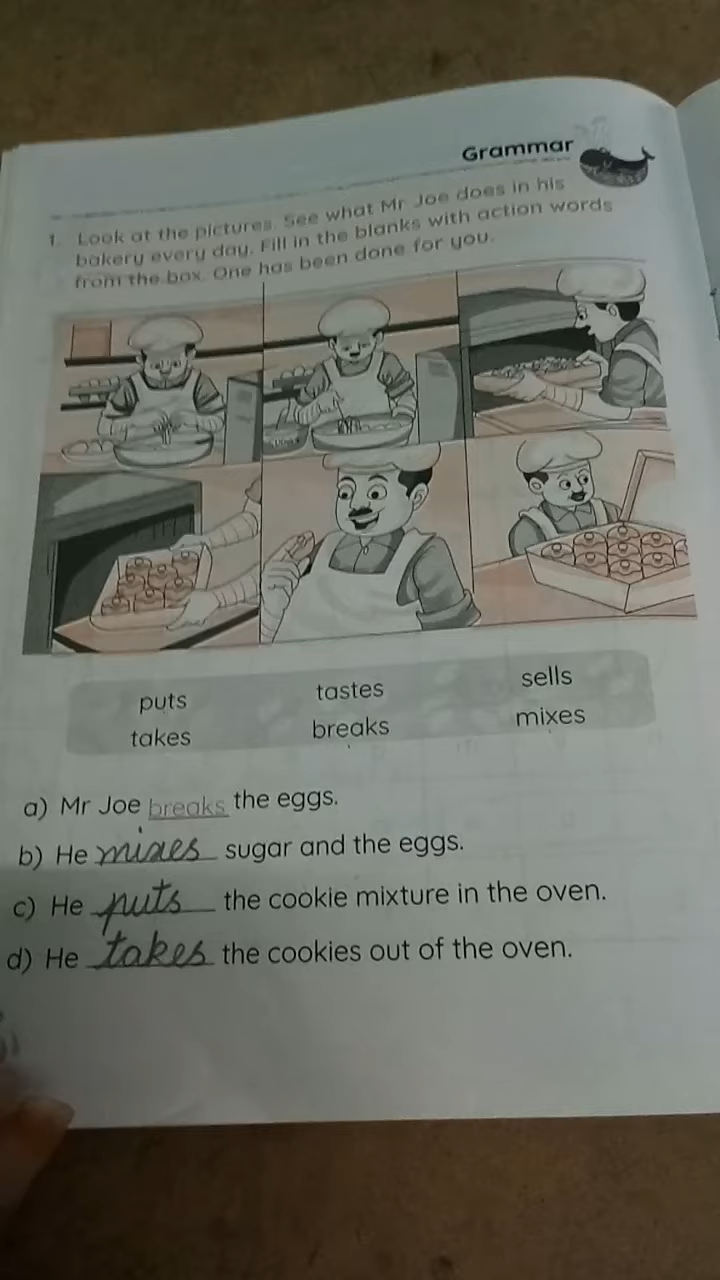 Grammar
1. Look at the pictures. See what Mr Joe does in his
bakery every day. Fill in the blanks with action words
from the box. One has been done for you.
puts tastes sells
takes breaks mixes
a) Mr Joe breaks the eggs.
b) He mixes sugar and the eggs.
c) He puts the cookie mixture in the oven.
d) He takes the cookies out of the oven.